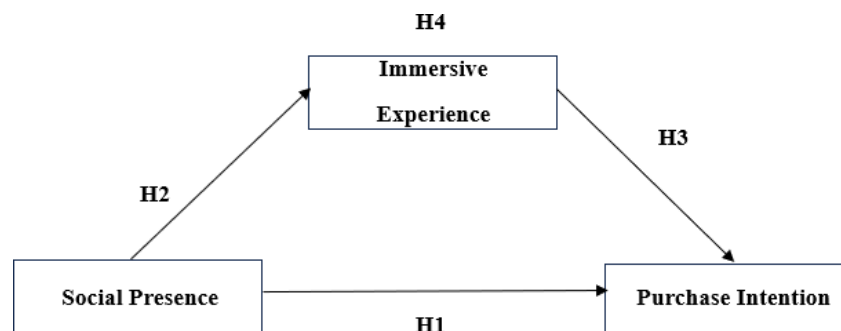 H4
Immersive
Experience
H3
H2
Social Presence
Purchase Intention
H1